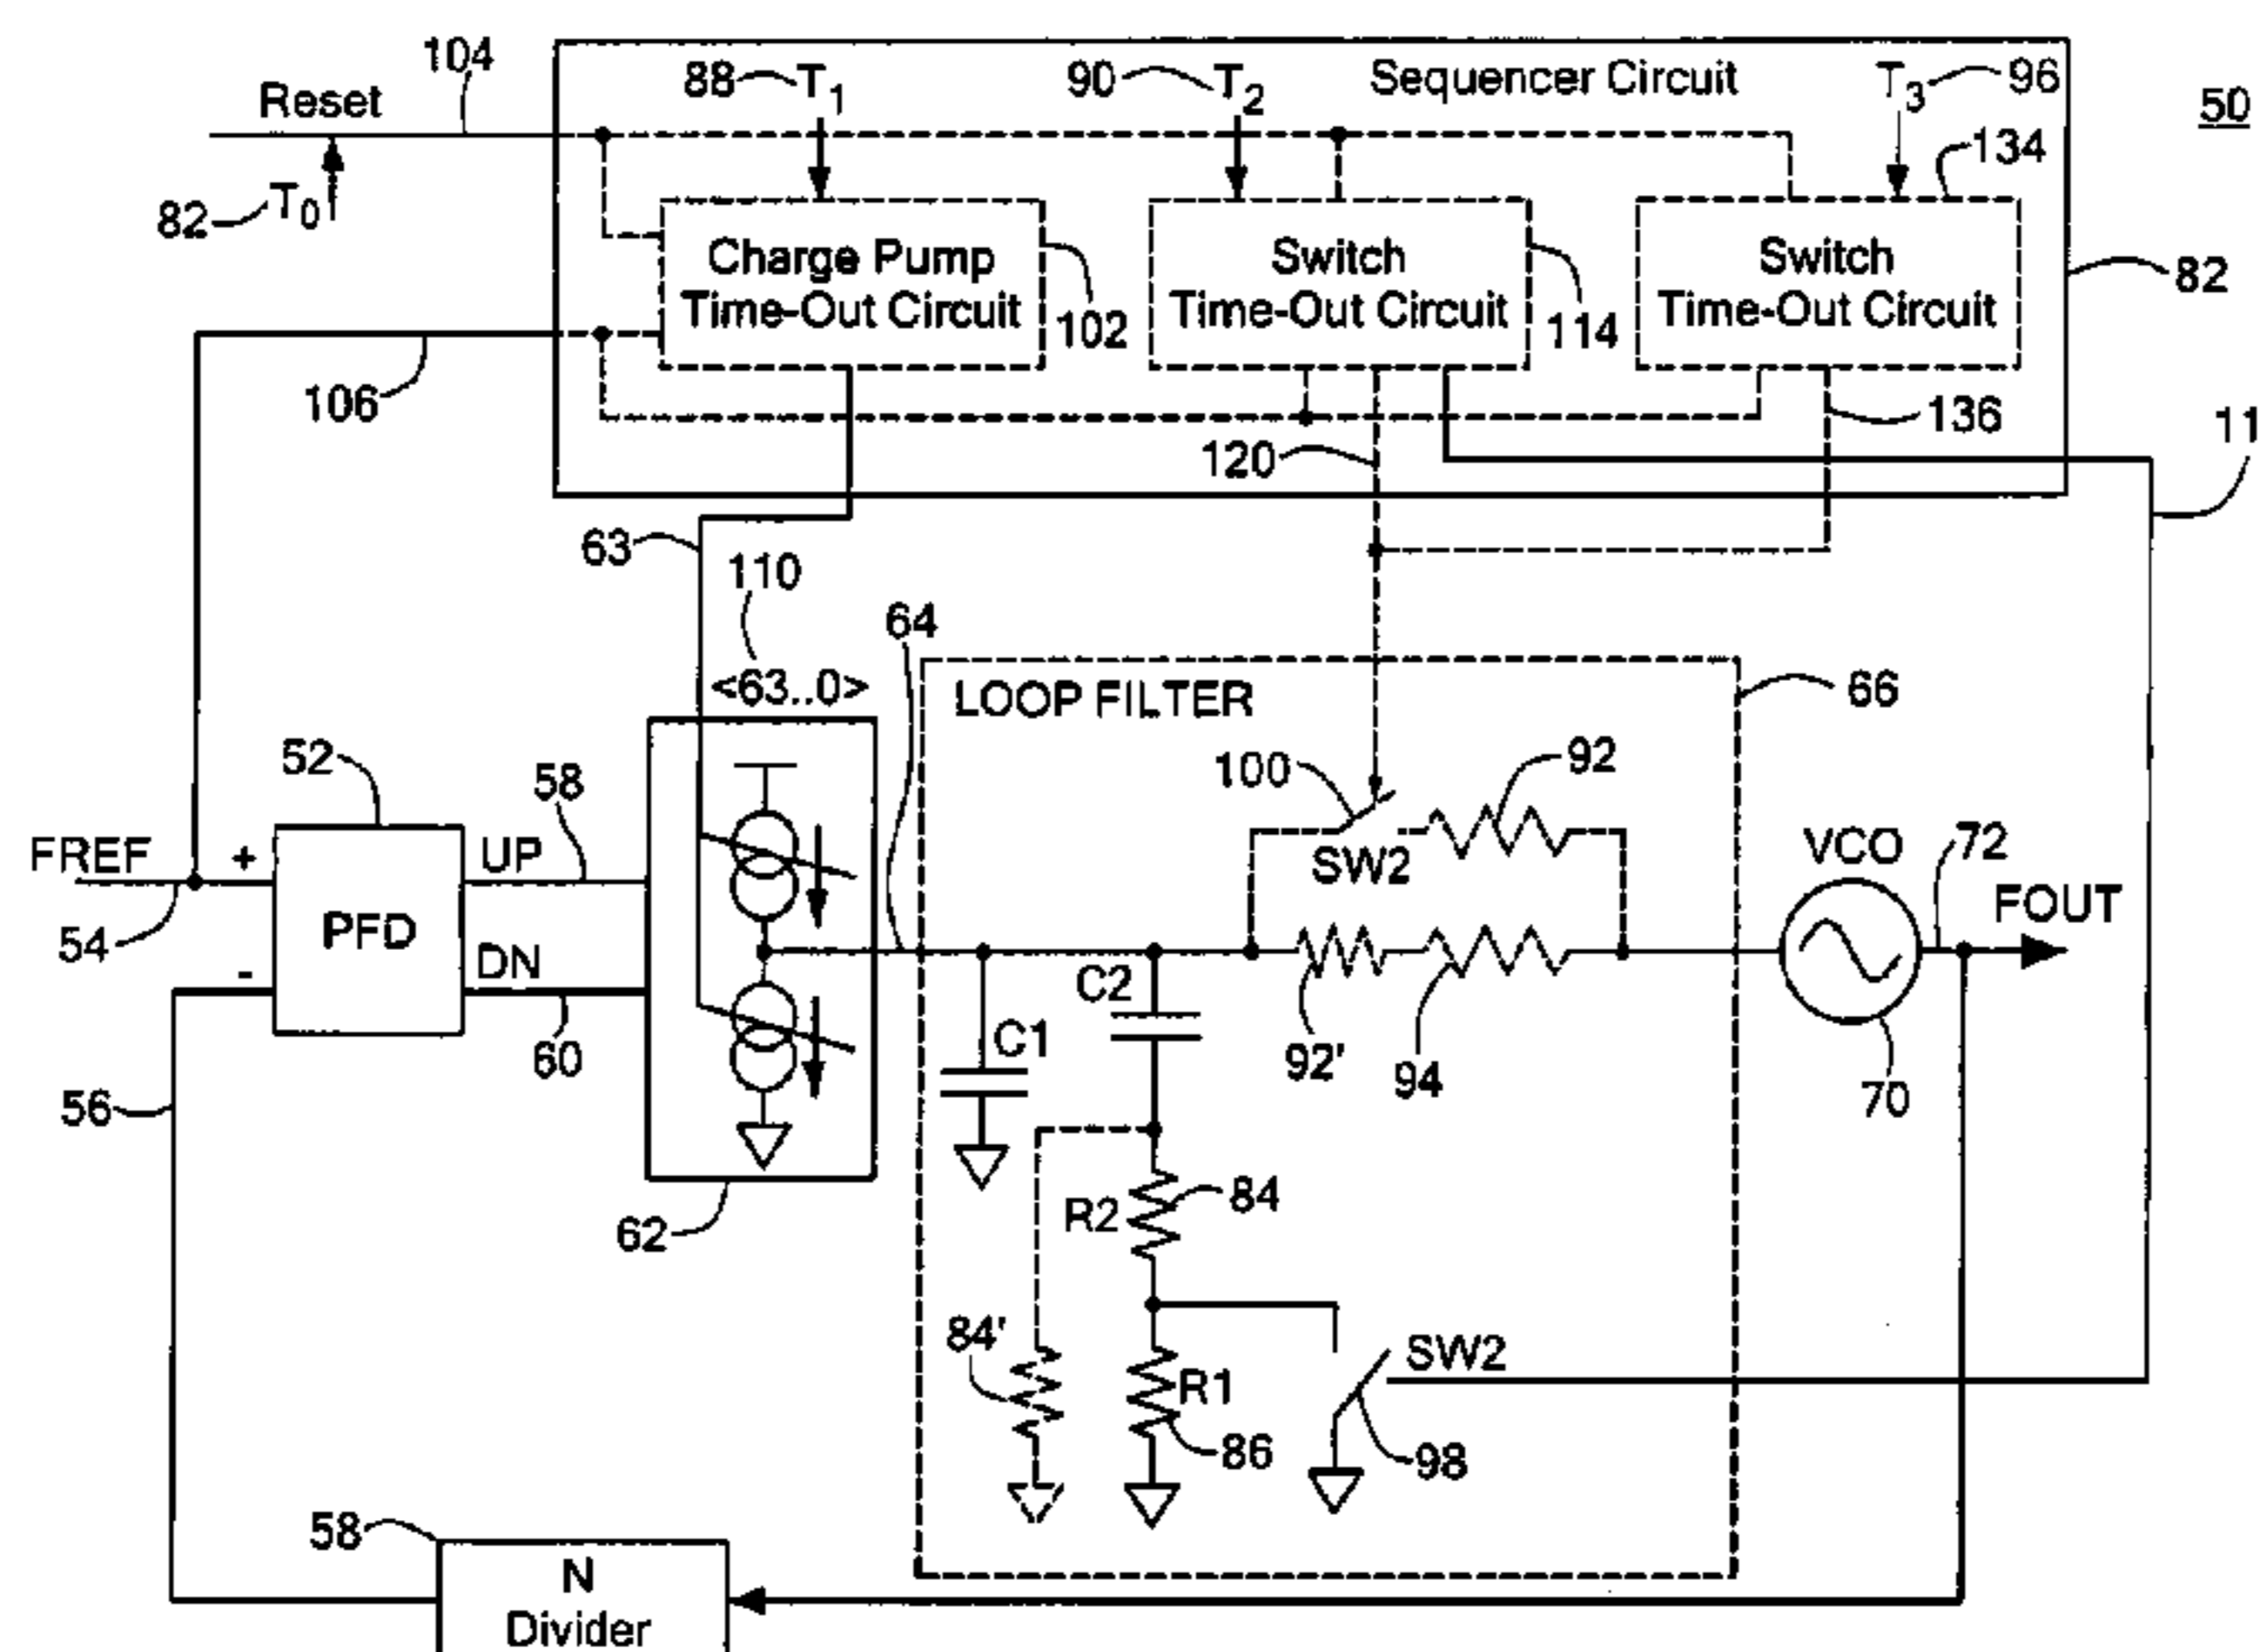 104
88 T1
90 T2
Sequencer Circuit
T3 96
50
Reset
134
82 T0
Charge Pump
Time-Out Circuit
102
Switch
Time-Out Circuit
114
Switch
Time-Out Circuit
82
106
120
136
11
63
110
64
<63..0>
LOOP FILTER
66
52
58
100
92
FREF
+
UP
SW2
VCO
72
FOUT
54
PFD
-
DN
C2
C1
92'
94
70
56
60
R2
84
62
84'
R1
SW2
86
98
58
N
Divider